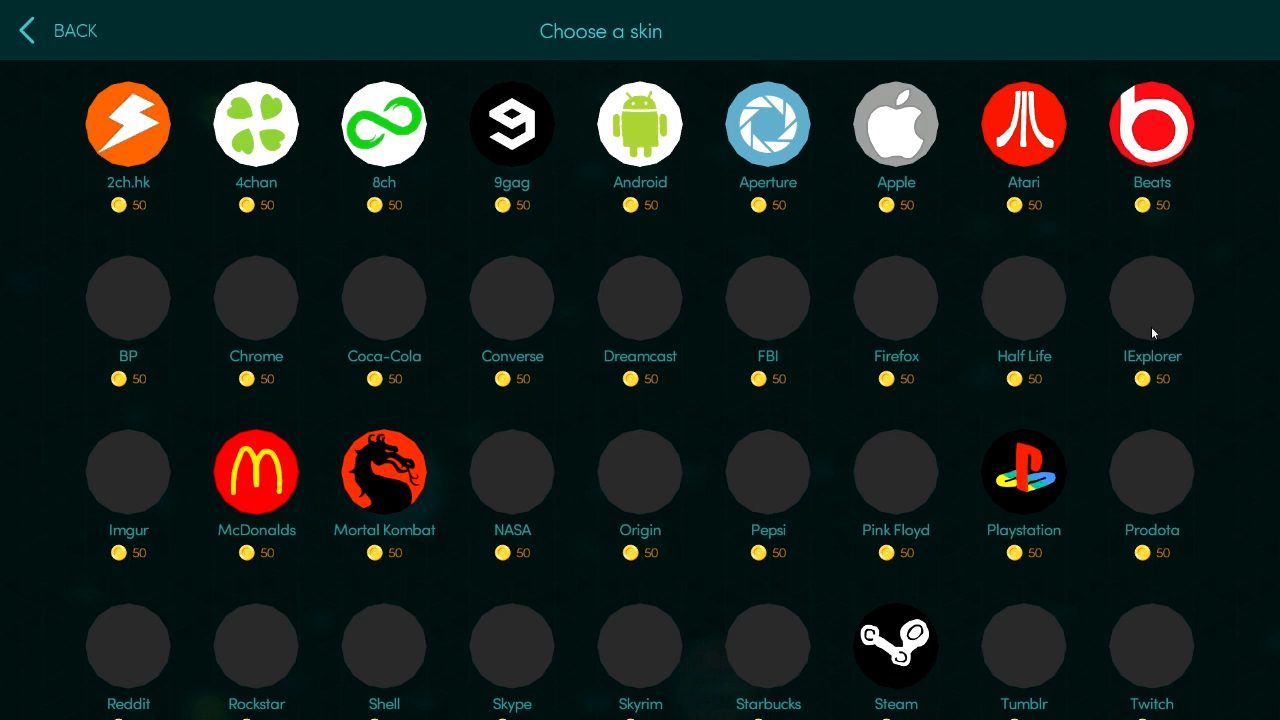 BACK
Choose a skin
2ch.hk 4chan 8ch 9gag Android Aperture Apple Atari Beats
50 50 50 50 50 50 50 50 50
BP Chrome Coca-Cola Converse Dreamcast FBI Firefox Half Life IExplorer
50 50 50 50 50 50 50 50 50
Imgur McDonalds Mortal Kombat NASA Origin Pepsi Pink Floyd Playstation Prodota
50 50 50 50 50 50 50 50 50
Reddit Rockstar Shell Skype Skyrim Starbucks Steam Tumblr Twitch